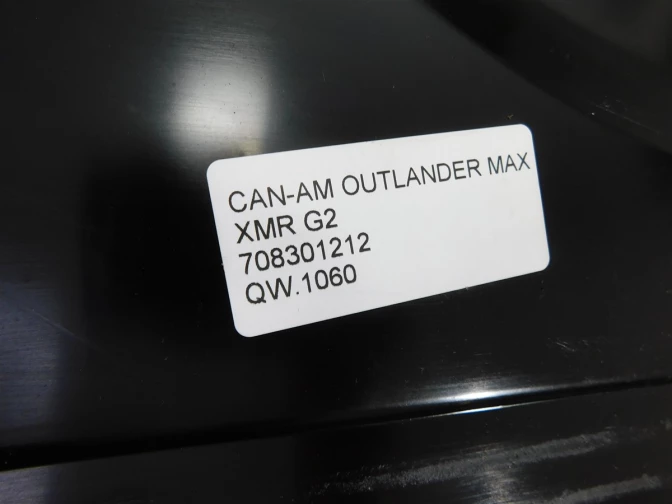 CAN-AM OUTLANDER MAX
XMR G2
708301212
QW.1060